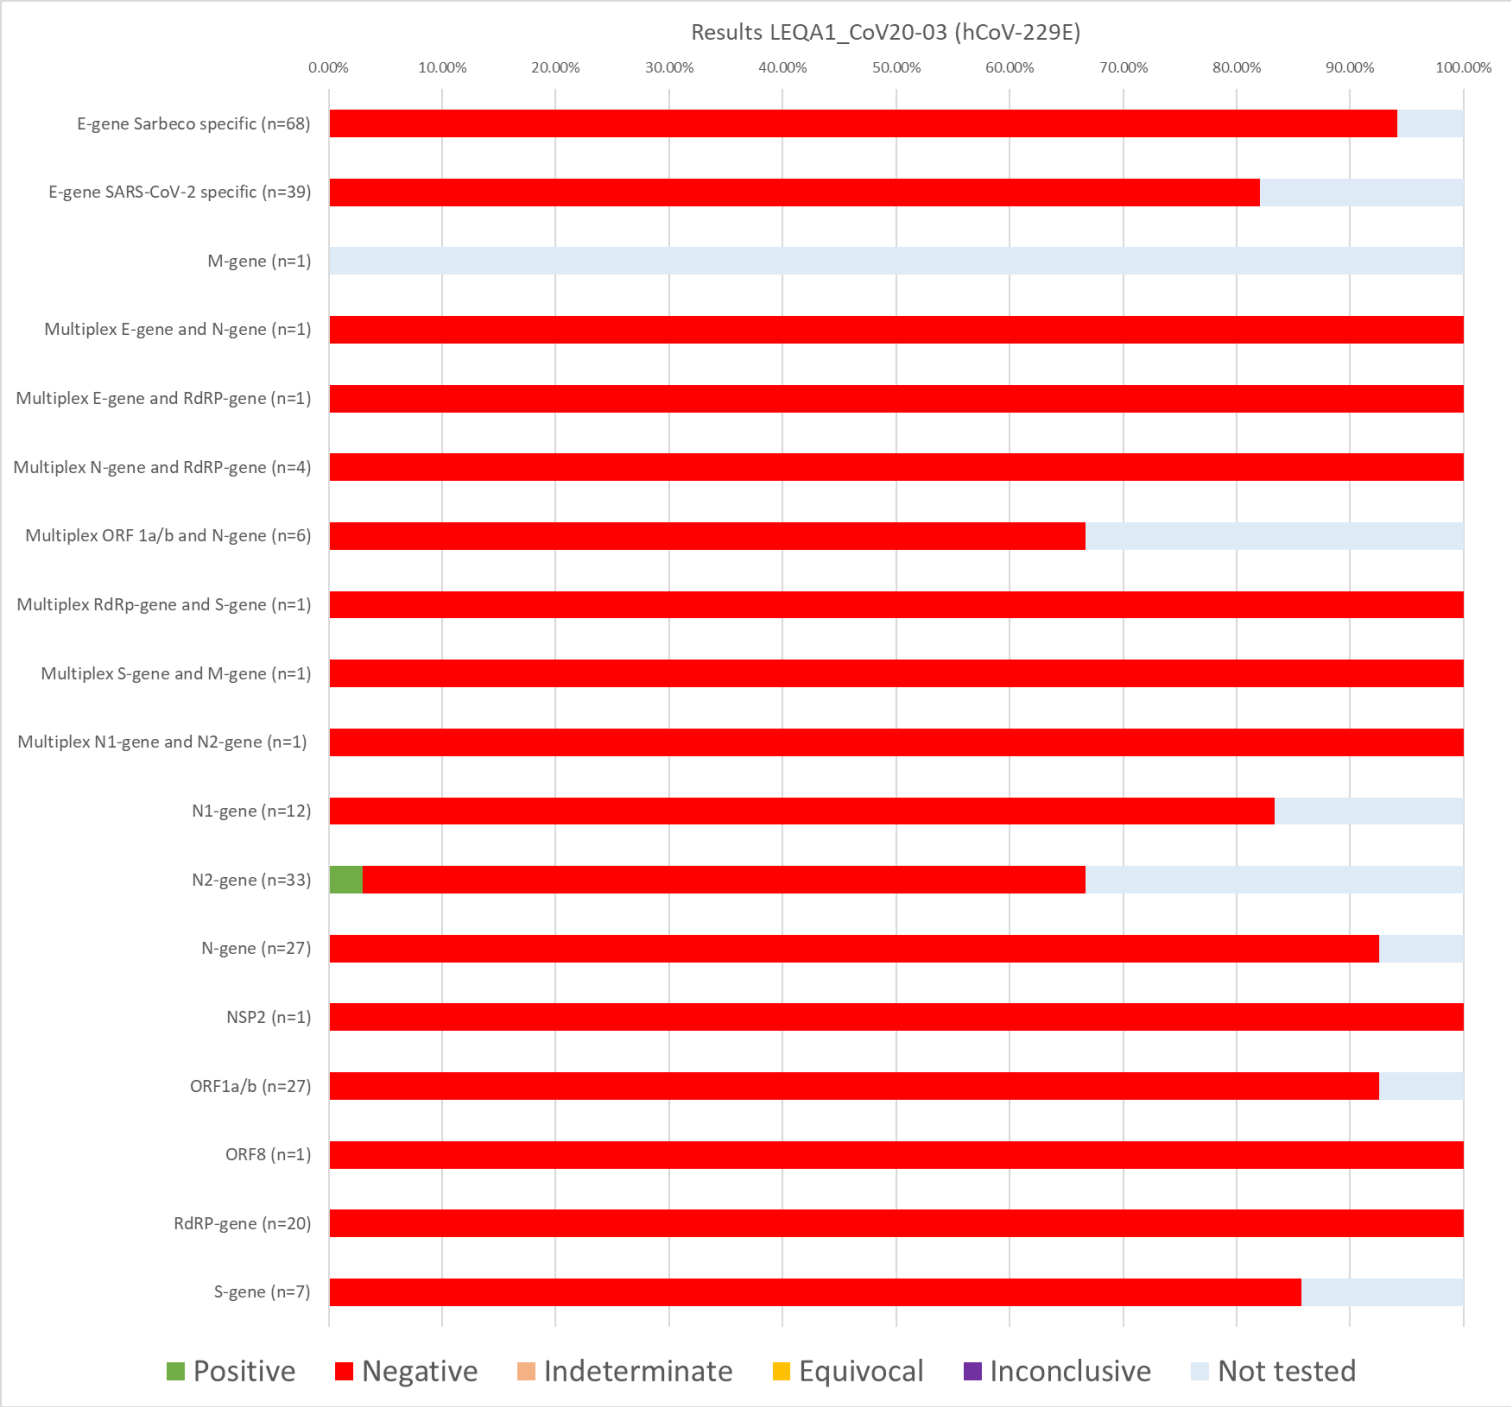 Results LEQA1_CoV20-03 (hCoV-229E)
0.00% 10.00% 20.00% 30.00% 40.00% 50.00% 60.00% 70.00% 80.00% 90.00% 100.00%
E-gene Sarbeco specific (n=68)
E-gene SARS-CoV-2 specific (n=39)
M-gene (n=1)
Multiplex E-gene and N-gene (n=1)
Multiplex E-gene and RdRP-gene (n=1)
Multiplex N-gene and RdRP-gene (n=4)
Multiplex ORF 1a/b and N-gene (n=6)
Multiplex RdRp-gene and S-gene (n=1)
Multiplex S-gene and M-gene (n=1)
Multiplex N1-gene and N2-gene (n=1)
N1-gene (n=12)
N2-gene (n=33)
N-gene (n=27)
NSP2 (n=1)
ORF1a/b (n=27)
ORF8 (n=1)
RdRP-gene (n=20)
S-gene (n=7)
Positive Negative Indeterminate Equivocal Inconclusive Not tested